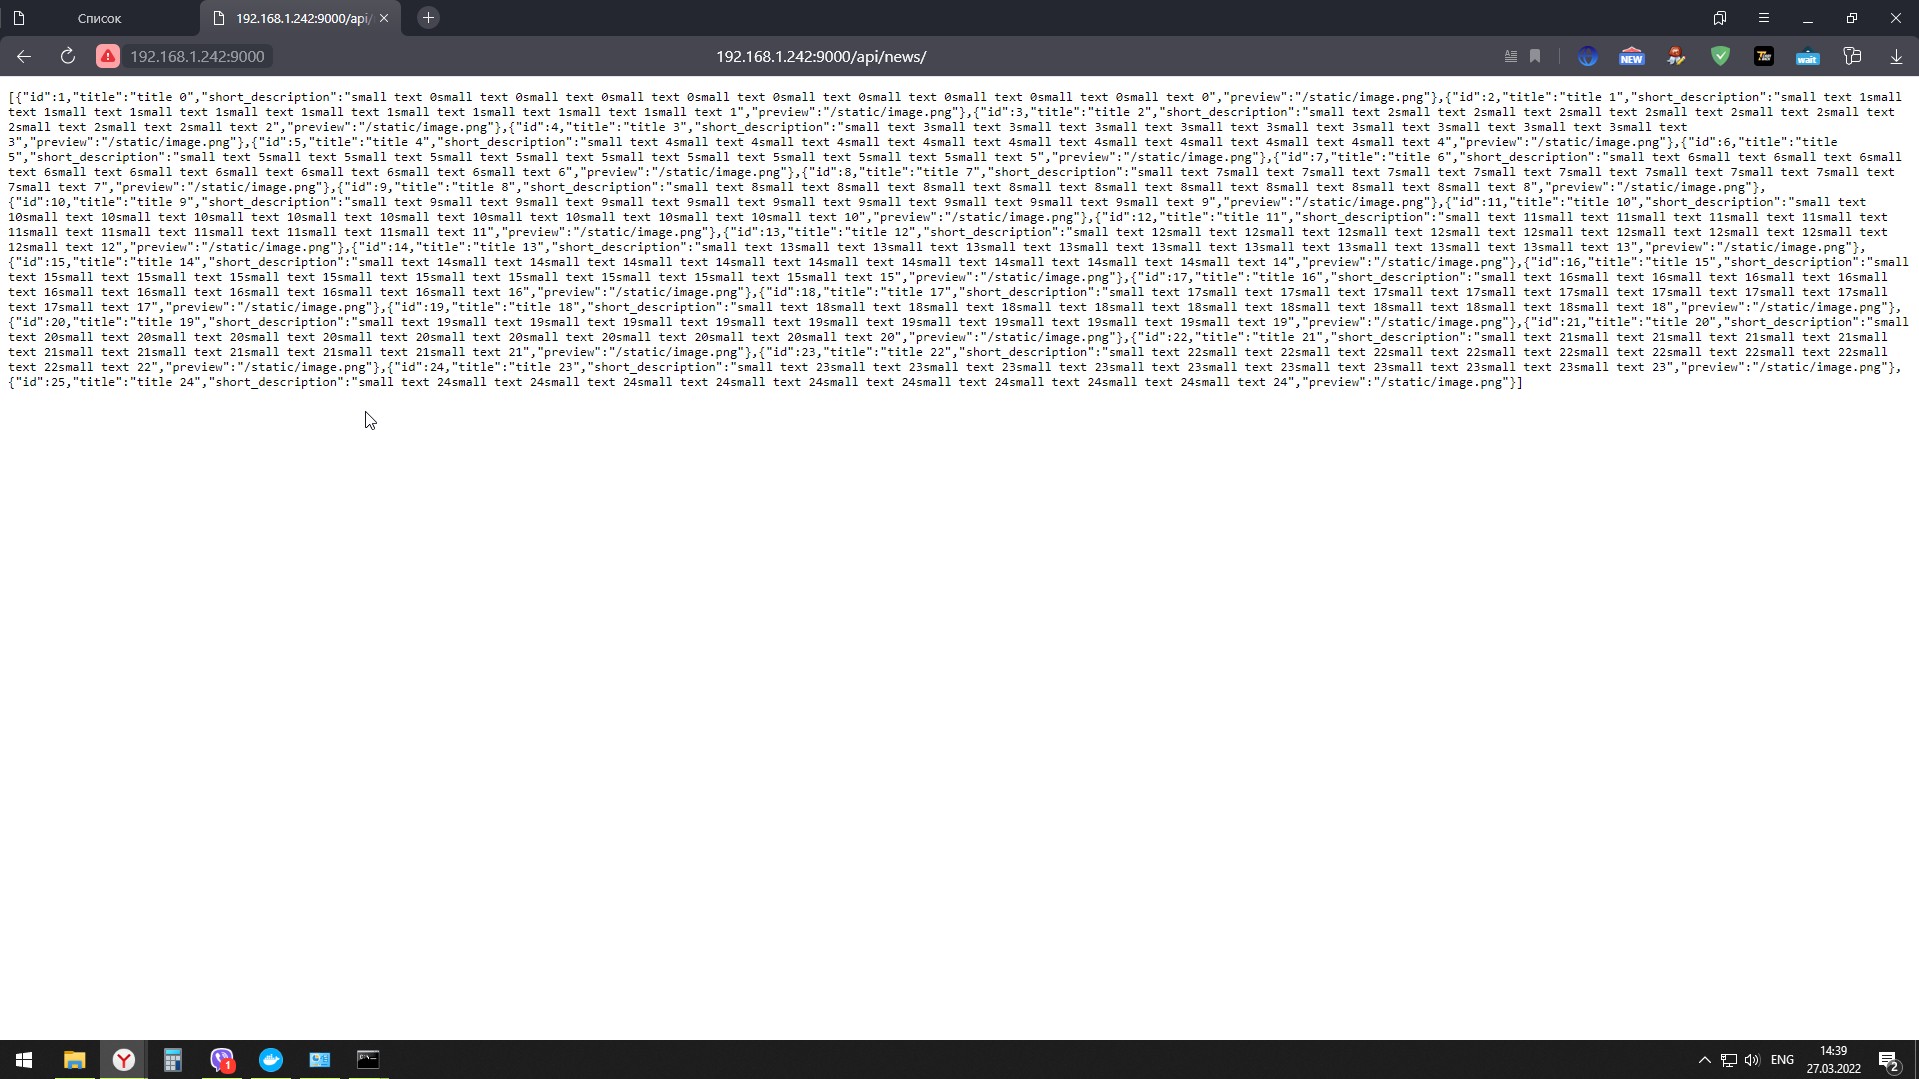 Список
192.168.1.242:9000/api/
192.168.1.242:9000
192.168.1.242:9000/api/news/
NEW
wait
[{"id":1,"title":"title 0","short_description":"small text 0small text 0small text 0small text 0small text 0small text 0small text 0small text 0small text 0small text 0","preview":"/static/image.png"},{"id":2,"title":"title 1","short_description":"small text 1small
text 1small text 1small text 1small text 1small text 1small text 1small text 1small text 1small text 1","preview":"/static/image.png"},{"id":3,"title":"title 2","short_description":"small text 2small text 2small text 2small text 2small text 2small text 2small text
2small text 2small text 2small text 2","preview":"/static/image.png"},{"id":4,"title":"title 3","short_description":"small text 3small text 3small text 3small text 3small text 3small text 3small text 3small text 3small text 3small text
3","preview":"/static/image.png"},{"id":5,"title":"title 4","short_description":"small text 4small text 4small text 4small text 4small text 4small text 4small text 4small text 4small text 4small text 4","preview":"/static/image.png"},{"id":6,"title":"title
5","short_description":"small text 5small text 5small text 5small text 5small text 5small text 5small text 5small text 5small text 5small text 5","preview":"/static/image.png"},{"id":7,"title":"title 6","short_description":"small text 6small text 6small text 6small
text 6small text 6small text 6small text 6small text 6small text 6small text 6","preview":"/static/image.png"},{"id":8,"title":"title 7","short_description":"small text 7small text 7small text 7small text 7small text 7small text 7small text 7small text 7small text
7small text 7","preview":"/static/image.png"},{"id":9,"title":"title 8","short_description":"small text 8small text 8small text 8small text 8small text 8small text 8small text 8small text 8small text 8small text 8","preview":"/static/image.png"},
{"id":10,"title":"title 9","short_description":"small text 9small text 9small text 9small text 9small text 9small text 9small text 9small text 9small text 9small text 9","preview":"/static/image.png"},{"id":11,"title":"title 10","short_description":"small text
10small text 10small text 10small text 10small text 10small text 10small text 10small text 10small text 10small text 10","preview":"/static/image.png"},{"id":12,"title":"title 11","short_description":"small text 11small text 11small text 11small text 11small text
11small text 11small text 11small text 11small text 11small text 11","preview":"/static/image.png"},{"id":13,"title":"title 12","short_description":"small text 12small text 12small text 12small text 12small text 12small text 12small text 12small text 12small text
12small text 12","preview":"/static/image.png"},{"id":14,"title":"title 13","short_description":"small text 13small text 13small text 13small text 13small text 13small text 13small text 13small text 13small text 13small text 13","preview":"/static/image.png"},
{"id":15,"title":"title 14","short_description":"small text 14small text 14small text 14small text 14small text 14small text 14small text 14small text 14small text 14small text 14","preview":"/static/image.png"},{"id":16,"title":"title 15","short_description":"small
text 15small text 15small text 15small text 15small text 15small text 15small text 15small text 15small text 15small text 15","preview":"/static/image.png"},{"id":17,"title":"title 16","short_description":"small text 16small text 16small text 16small text 16small
text 16small text 16small text 16small text 16small text 16small text 16","preview":"/static/image.png"},{"id":18,"title":"title 17","short_description":"small text 17small text 17small text 17small text 17small text 17small text 17small text 17small text 17small
text 17small text 17","preview":"/static/image.png"},{"id":19,"title":"title 18","short_description":"small text 18small text 18small text 18small text 18small text 18small text 18small text 18small text 18small text 18small text 18","preview":"/static/image.png"},
{"id":20,"title":"title 19","short_description":"small text 19small text 19small text 19small text 19small text 19small text 19small text 19small text 19small text 19small text 19","preview":"/static/image.png"},{"id":21,"title":"title 20","short_description":"small
text 20small text 20small text 20small text 20small text 20small text 20small text 20small text 20small text 20small text 20","preview":"/static/image.png"},{"id":22,"title":"title 21","short_description":"small text 21small text 21small text 21small text 21small
text 21small text 21small text 21small text 21small text 21small text 21","preview":"/static/image.png"},{"id":23,"title":"title 22","short_description":"small text 22small text 22small text 22small text 22small text 22small text 22small text 22small text 22small
text 22small text 22","preview":"/static/image.png"},{"id":24,"title":"title 23","short_description":"small text 23small text 23small text 23small text 23small text 23small text 23small text 23small text 23small text 23small text 23","preview":"/static/image.png"},
{"id":25,"title":"title 24","short_description":"small text 24small text 24small text 24small text 24small text 24small text 24small text 24small text 24small text 24small text 24","preview":"/static/image.png"}]
1
ENG
14:39
27.03.2022
2